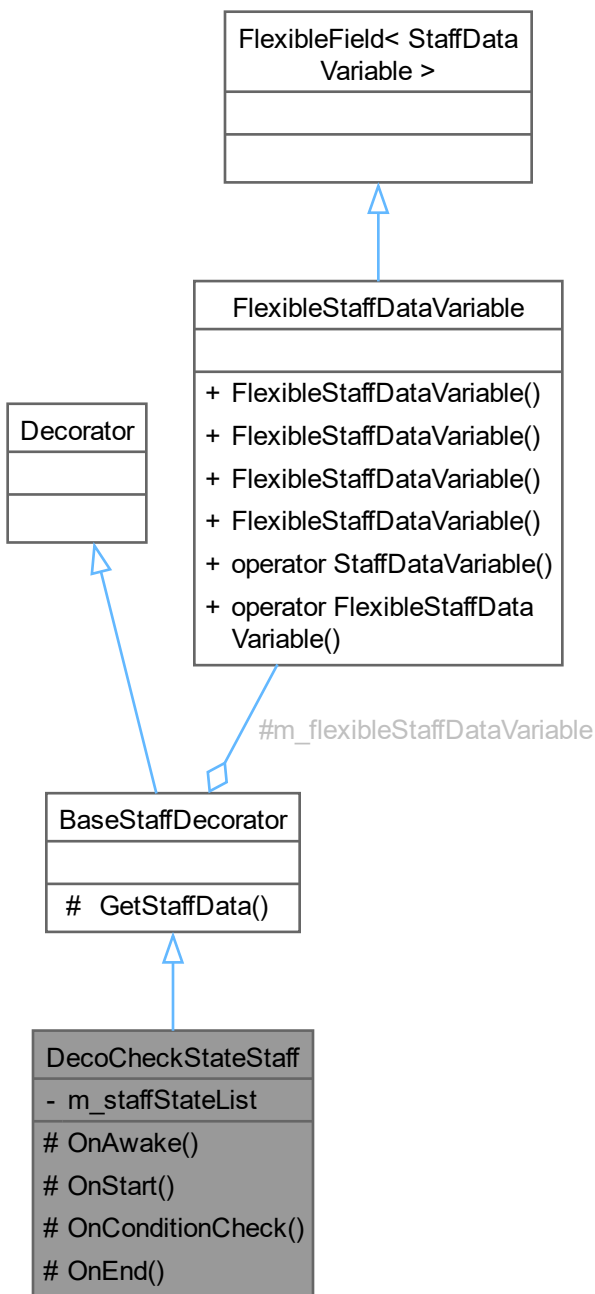 FlexibleField< StaffData
Variable >
FlexibleStaffDataVariable
+ FlexibleStaffDataVariable()
+ FlexibleStaffDataVariable()
+ FlexibleStaffDataVariable()
+ FlexibleStaffDataVariable()
+ operator StaffDataVariable()
+ operator FlexibleStaffData
Variable()
Decorator
#m_flexibleStaffDataVariable
BaseStaffDecorator
# GetStaffData()
DecoCheckStateStaff
- m_staffStateList
# OnAwake()
# OnStart()
# OnConditionCheck()
# OnEnd()